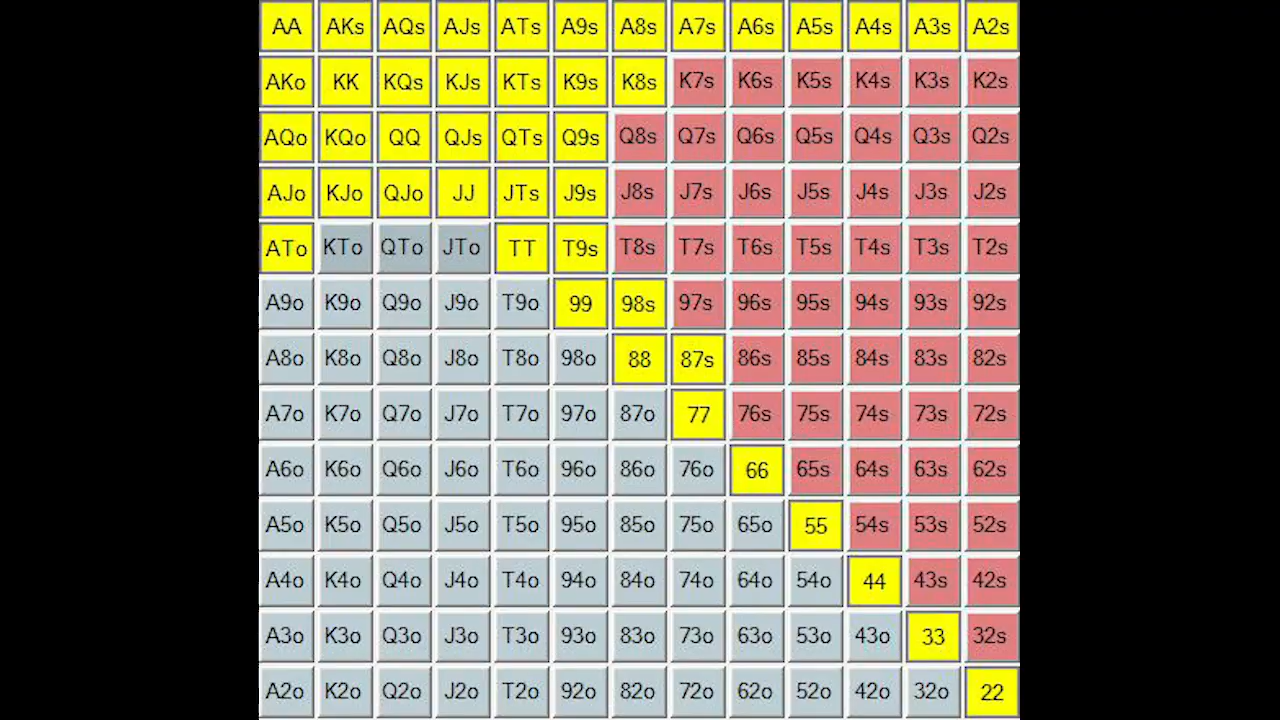 AA AKs AQs AJs ATs A9s A8s A7s A6s A5s A4s A3s A2s
AKo KK KQs KJs KTs K9s K8s K7s K6s K5s K4s K3s K2s
AQo KQo QQ QJs QTs Q9s Q8s Q7s Q6s Q5s Q4s Q3s Q2s
AJo KJo QJo JJ JTs J9s J8s J7s J6s J5s J4s J3s J2s
ATo KTo QTo JTo TT T9s T8s T7s T6s T5s T4s T3s T2s
A9o K9o Q9o J9o T9o 99 98s 97s 96s 95s 94s 93s 92s
A8o K8o Q8o J8o T8o 98o 88 87s 86s 85s 84s 83s 82s
A7o K7o Q7o J7o T7o 97o 87o 77 76s 75s 74s 73s 72s
A6o K6o Q6o J6o T6o 96o 86o 76o 66 65s 64s 63s 62s
A5o K5o Q5o J5o T5o 95o 85o 75o 65o 55 54s 53s 52s
A4o K4o Q4o J4o T4o 94o 84o 74o 64o 54o 44 43s 42s
A3o K3o Q3o J3o T3o 93o 83o 73o 63o 53o 43o 33 32s
A2o K2o Q2o J2o T2o 92o 82o 72o 62o 52o 42o 32o 22